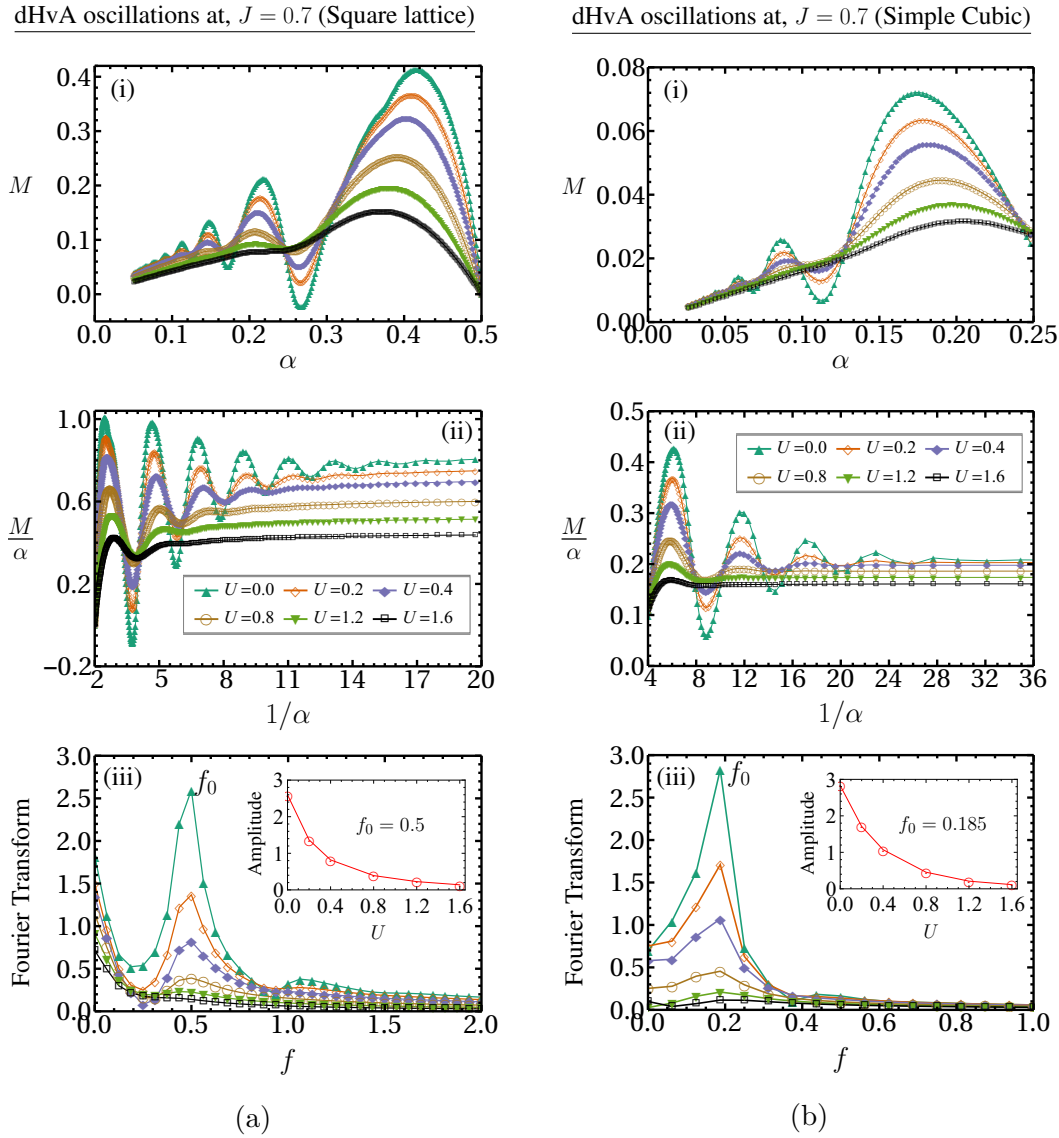 dHvA oscillations at, J = 0.7 (Square lattice)
(i)
0.4
0.3
0.2
0.1
0.0
M
0.0 0.1 0.2 0.3 0.4 0.5
α
(ii)
1.0
0.6
0.2
−0.2
M/α
U=0.0 U=0.2 U=0.4
U=0.8 U=1.2 U=1.6
2 5 8 11 14 17 20
1/α
(iii)
3.0
2.5
2.0
1.5
1.0
0.5
0.0
Fourier Transform
f₀
3
2
1
0
Amplitude
f₀ = 0.5
0.0 0.4 0.8 1.2 1.6
U
0.0 0.5 1.0 1.5 2.0
f
(a)
dHvA oscillations at, J = 0.7 (Simple Cubic)
(i)
0.08
0.06
0.04
0.02
0.00
M
0.00 0.05 0.10 0.15 0.20 0.25
α
(ii)
0.5
0.4
0.3
0.2
0.1
0.0
M/α
U=0.0 U=0.2 U=0.4
U=0.8 U=1.2 U=1.6
4 8 12 16 20 24 28 32 36
1/α
(iii)
3.0
2.5
2.0
1.5
1.0
0.5
0.0
Fourier Transform
f₀
3
2
1
0
Amplitude
f₀ = 0.185
0.0 0.4 0.8 1.2 1.6
U
0.0 0.2 0.4 0.6 0.8 1.0
f
(b)